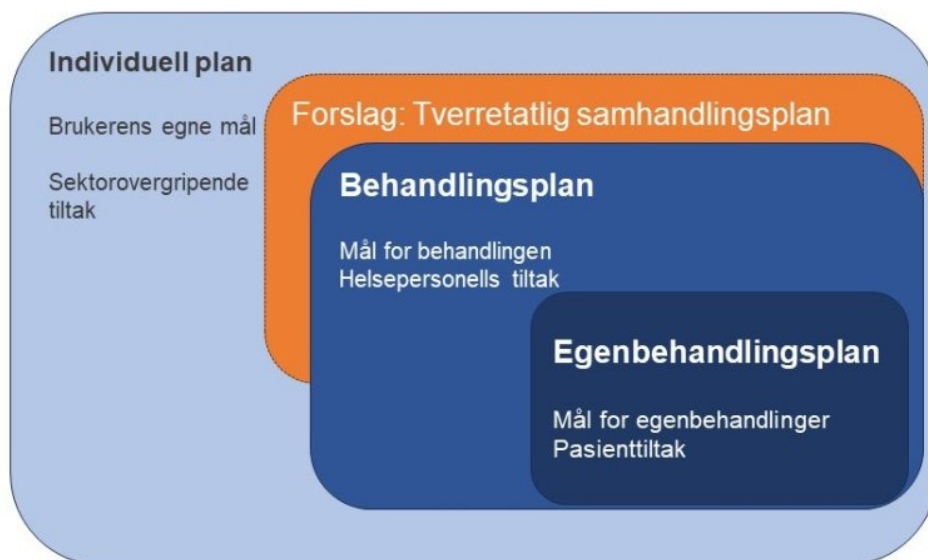 Individuell plan
Brukerens egne mål
Sektorovergripende
tiltak
Forslag: Tverretatlig samhandlingsplan
Behandlingsplan
Mål for behandlingen
Helsepersonells tiltak
Egenbehandlingsplan
Mål for egenbehandlinger
Pasienttiltak